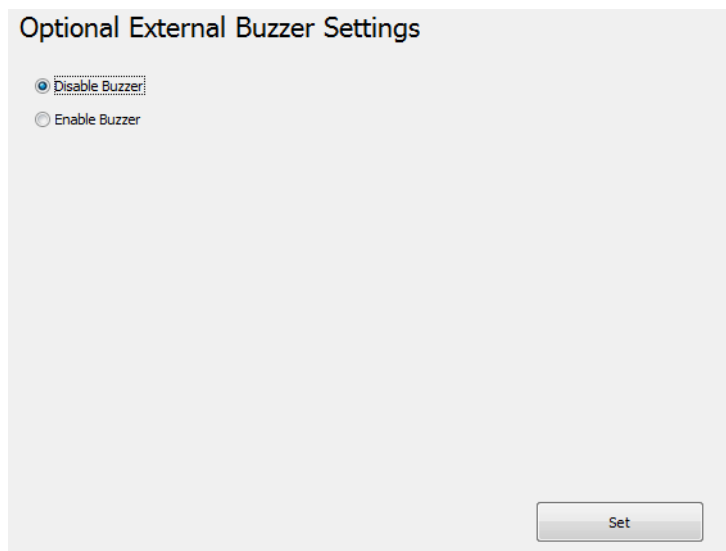 Optional External Buzzer Settings
Disable Buzzer
Enable Buzzer
Set